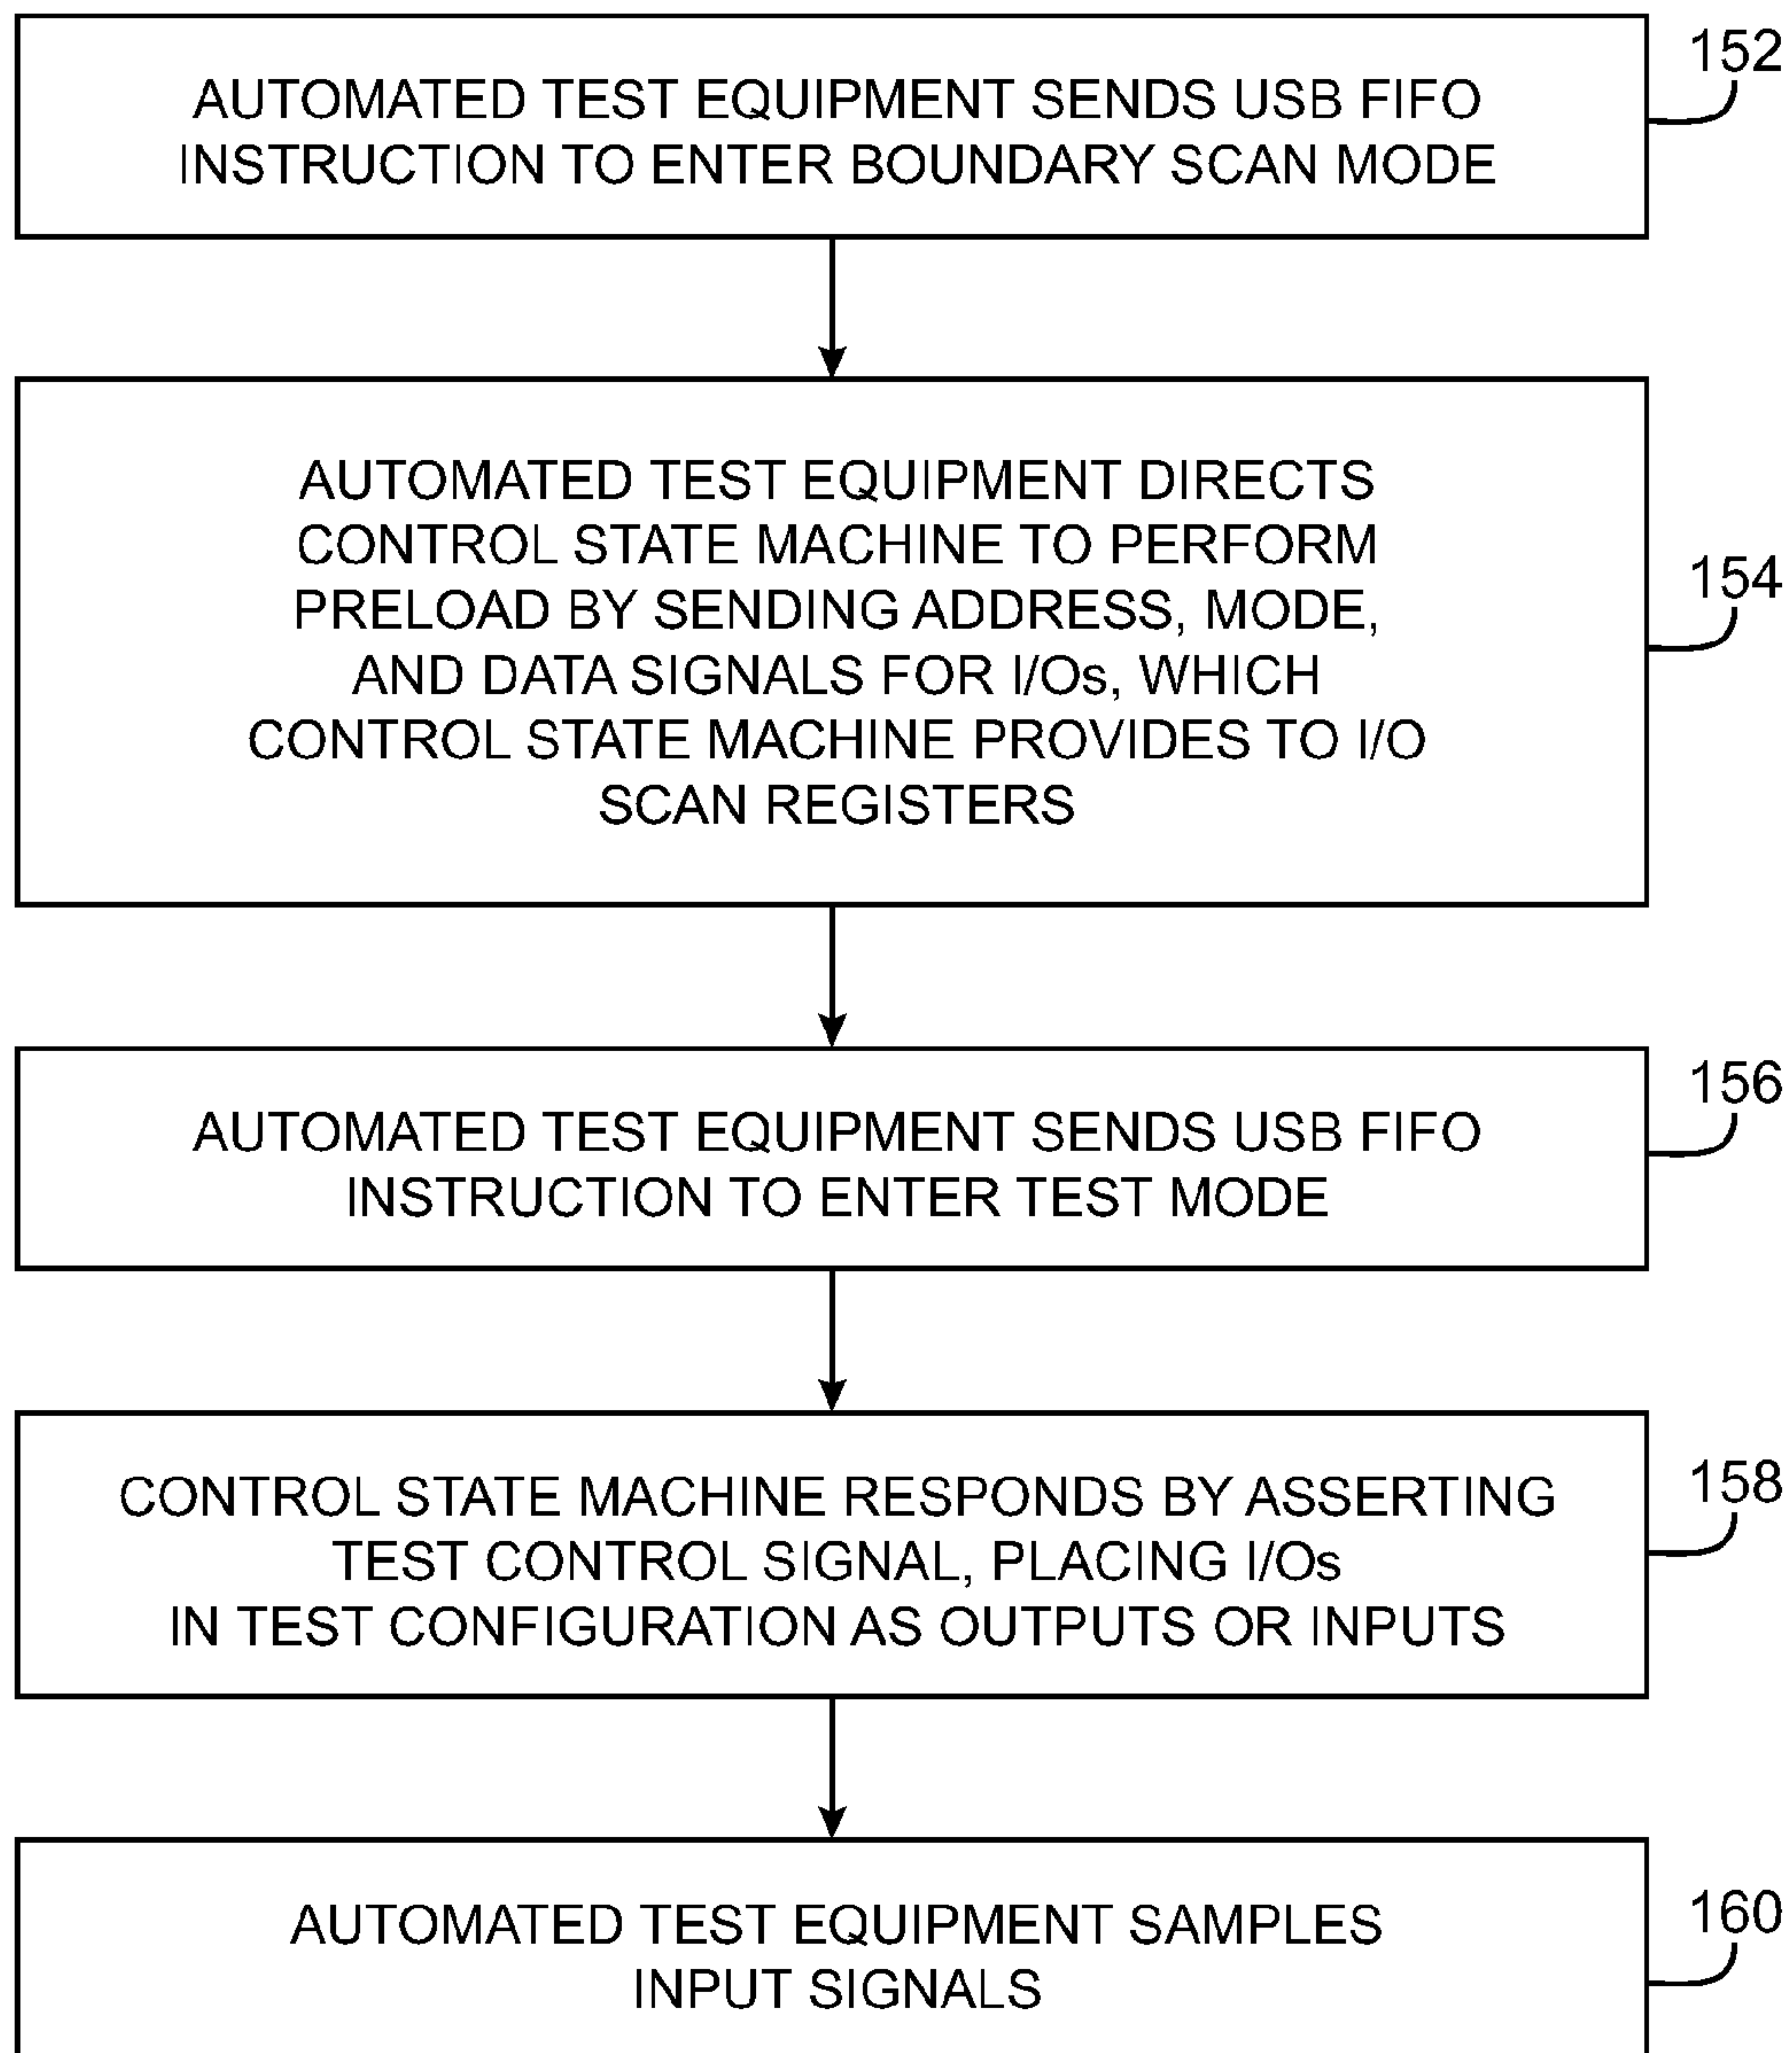 152
AUTOMATED TEST EQUIPMENT SENDS USB FIFO
INSTRUCTION TO ENTER BOUNDARY SCAN MODE
154
AUTOMATED TEST EQUIPMENT DIRECTS
CONTROL STATE MACHINE TO PERFORM
PRELOAD BY SENDING ADDRESS, MODE,
AND DATA SIGNALS FOR I/Os, WHICH
CONTROL STATE MACHINE PROVIDES TO I/O
SCAN REGISTERS
156
AUTOMATED TEST EQUIPMENT SENDS USB FIFO
INSTRUCTION TO ENTER TEST MODE
158
CONTROL STATE MACHINE RESPONDS BY ASSERTING
TEST CONTROL SIGNAL, PLACING I/Os
IN TEST CONFIGURATION AS OUTPUTS OR INPUTS
160
AUTOMATED TEST EQUIPMENT SAMPLES
INPUT SIGNALS